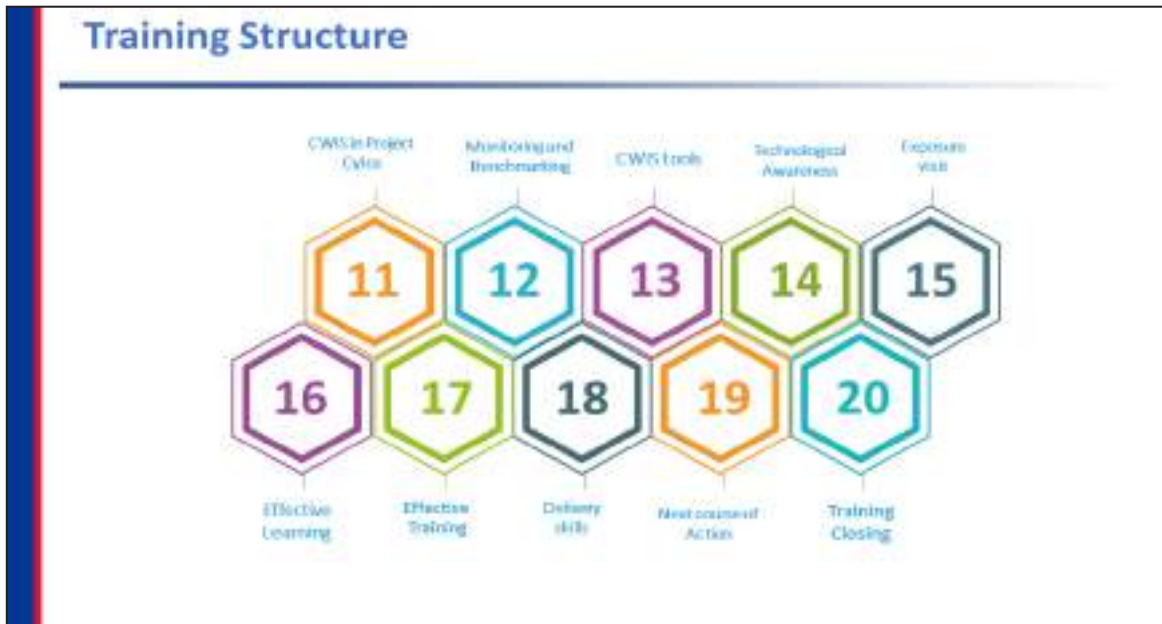 Training Structure
CWIS in Project
Cylce
Monitoring and
Benchmarking
CWIS tools
Technological
Awareness
Exposure
visit
11
12
13
14
15
16
17
18
19
20
Effective
Learning
Effective
Training
Delivery
skills
Next course of
Action
Training
Closing